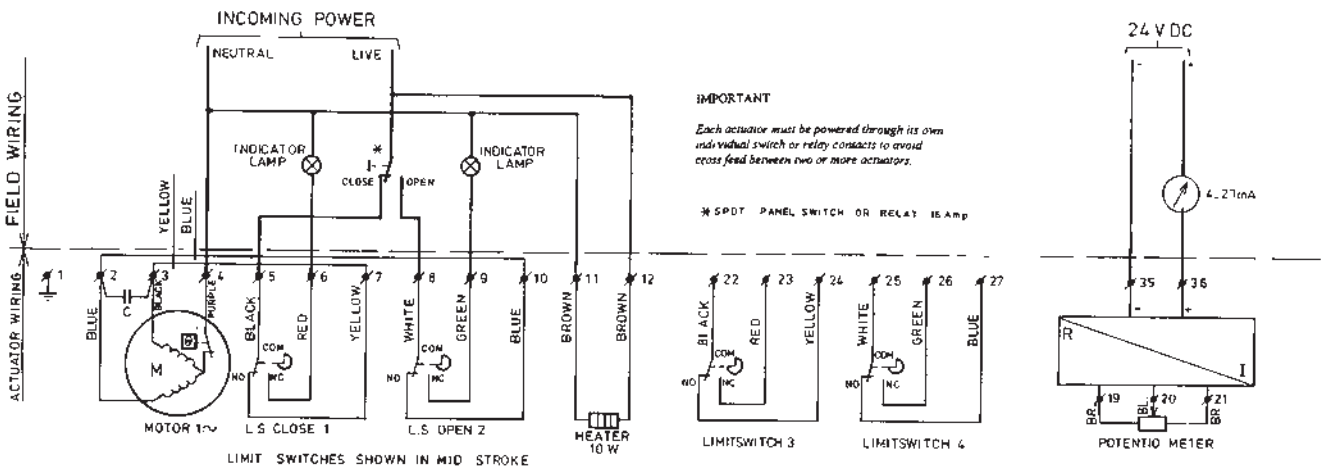 INCOMING POWER
24 V DC
NEUTRAL
LIVE
-
+
FIELD WIRING
IMPORTANT
Each actuator must be powered through its own
individual switch or relay contacts to avoid
cross feed between two or more actuators.
INDICATOR
LAMP
*
CLOSE
OPEN
INDICATOR
LAMP
YELLOW
BLUE
* SPDT PANEL SWITCH OR RELAY 16 Amp
ACTUATOR WIRING
1
2
3
4
5
6
7
8
9
10
11
12
22
23
24
25
26
27
35
36
C
BLUE
BLACK
PURPLE
BLACK
RED
YELLOW
WHITE
GREEN
BLUE
BROWN
BROWN
BLACK
RED
YELLOW
WHITE
GREEN
BLUE
-
+
M
COM
NO
NC
COM
NO
NC
COM
NO
NC
COM
NO
NC
R
I
19
20
21
BR
BL
BR
MOTOR 1~
L.S CLOSE 1
L.S OPEN 2
HEATER
10 W
LIMITSWITCH 3
LIMITSWITCH 4
POTENTIO METER
LIMIT SWITCHES SHOWN IN MID STROKE